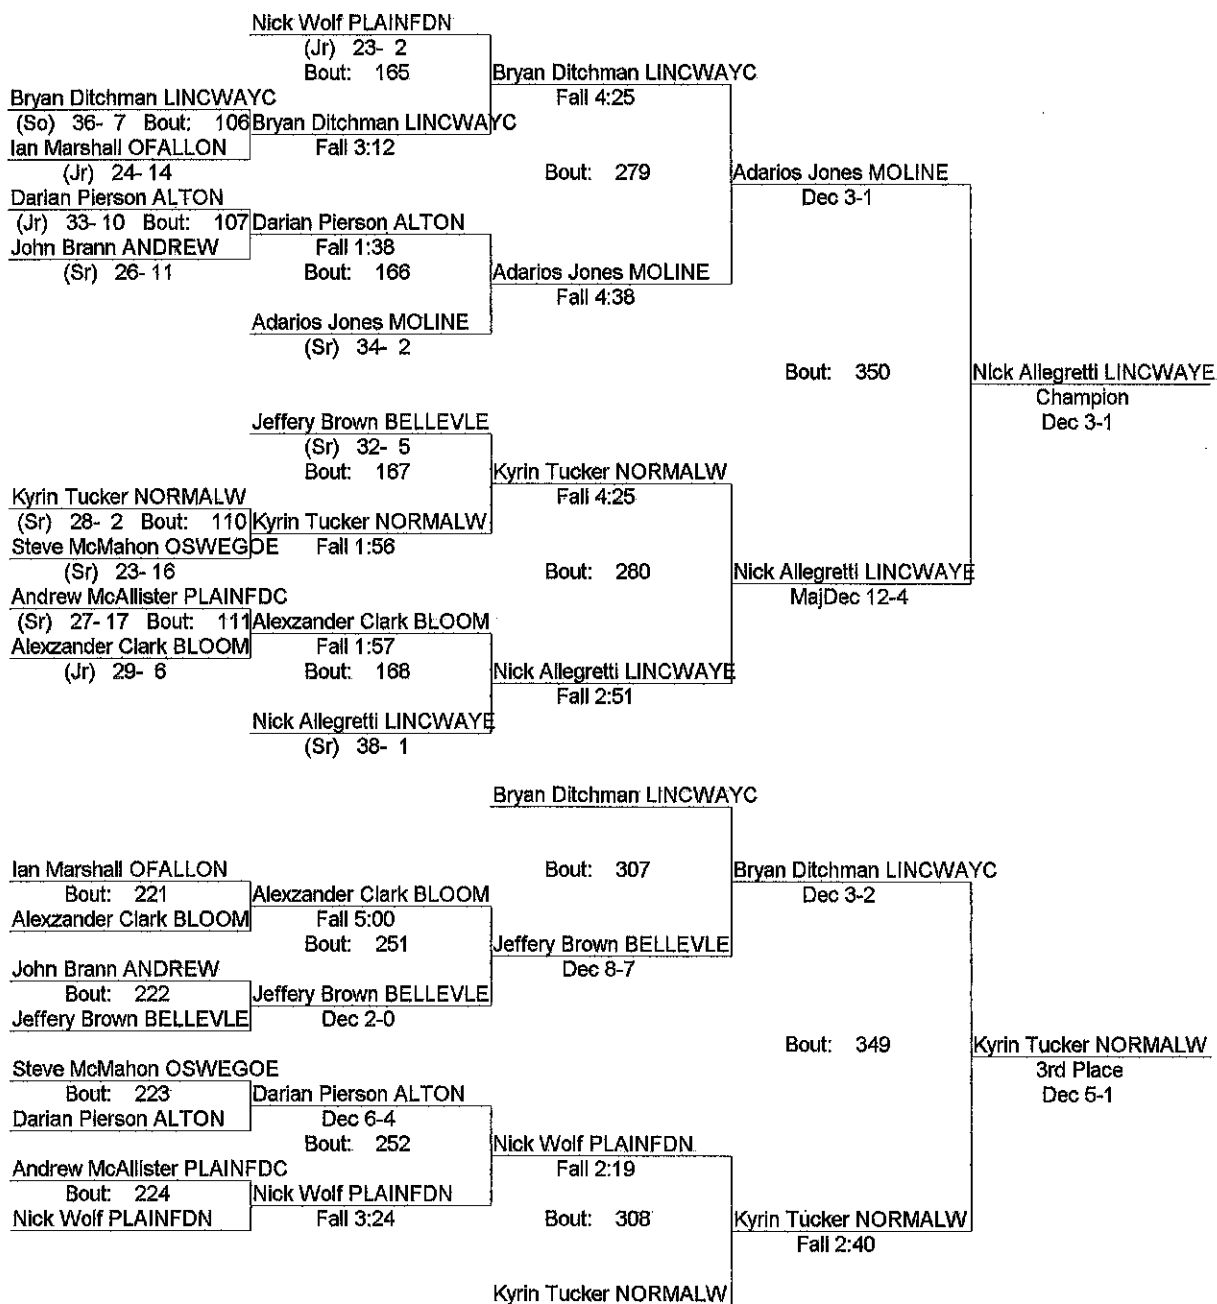 Nick Wolf PLAINFDN
(Jr) 23- 2
Bout: 165
Bryan Ditchman LINCWAYC
Fall 4:25
Bryan Ditchman LINCWAYC
(So) 36- 7 Bout: 106
Bryan Ditchman LINCWAYC
Ian Marshall OFALLON
Fall 3:12
(Jr) 24- 14
Bout: 279
Adarios Jones MOLINE
Dec 3-1
Darian Pierson ALTON
(Jr) 33- 10 Bout: 107
Darian Pierson ALTON
John Brann ANDREW
Fall 1:38
(Sr) 26- 11
Bout: 166
Adarios Jones MOLINE
Fall 4:38
Adarios Jones MOLINE
(Sr) 34- 2
Bout: 350
Nick Allegretti LINCWAYE
Champion
Dec 3-1
Jeffery Brown BELLEVLE
(Sr) 32- 5
Bout: 167
Kyrin Tucker NORMALW
Fall 4:25
Kyrin Tucker NORMALW
(Sr) 28- 2 Bout: 110
Kyrin Tucker NORMALW
Steve McMahon OSWEGOE
Fall 1:56
(Sr) 23- 16
Bout: 280
Nick Allegretti LINCWAYE
MajDec 12-4
Andrew McAllister PLAINFDC
(Sr) 27- 17 Bout: 111
Alexzander Clark BLOOM
Alexzander Clark BLOOM
Fall 1:57
(Jr) 29- 6
Bout: 168
Nick Allegretti LINCWAYE
Fall 2:51
Nick Allegretti LINCWAYE
(Sr) 38- 1
Bryan Ditchman LINCWAYC
Bout: 307
Bryan Ditchman LINCWAYC
Dec 3-2
Ian Marshall OFALLON
Bout: 221
Alexzander Clark BLOOM
Alexzander Clark BLOOM
Fall 5:00
Bout: 251
Jeffery Brown BELLEVLE
Dec 8-7
John Brann ANDREW
Bout: 222
Jeffery Brown BELLEVLE
Jeffery Brown BELLEVLE
Dec 2-0
Bout: 349
Kyrin Tucker NORMALW
3rd Place
Dec 5-1
Steve McMahon OSWEGOE
Bout: 223
Darian Pierson ALTON
Darian Pierson ALTON
Dec 6-4
Bout: 252
Nick Wolf PLAINFDN
Fall 2:19
Andrew McAllister PLAINFDC
Bout: 224
Nick Wolf PLAINFDN
Nick Wolf PLAINFDN
Fall 3:24
Bout: 308
Kyrin Tucker NORMALW
Fall 2:40
Kyrin Tucker NORMALW